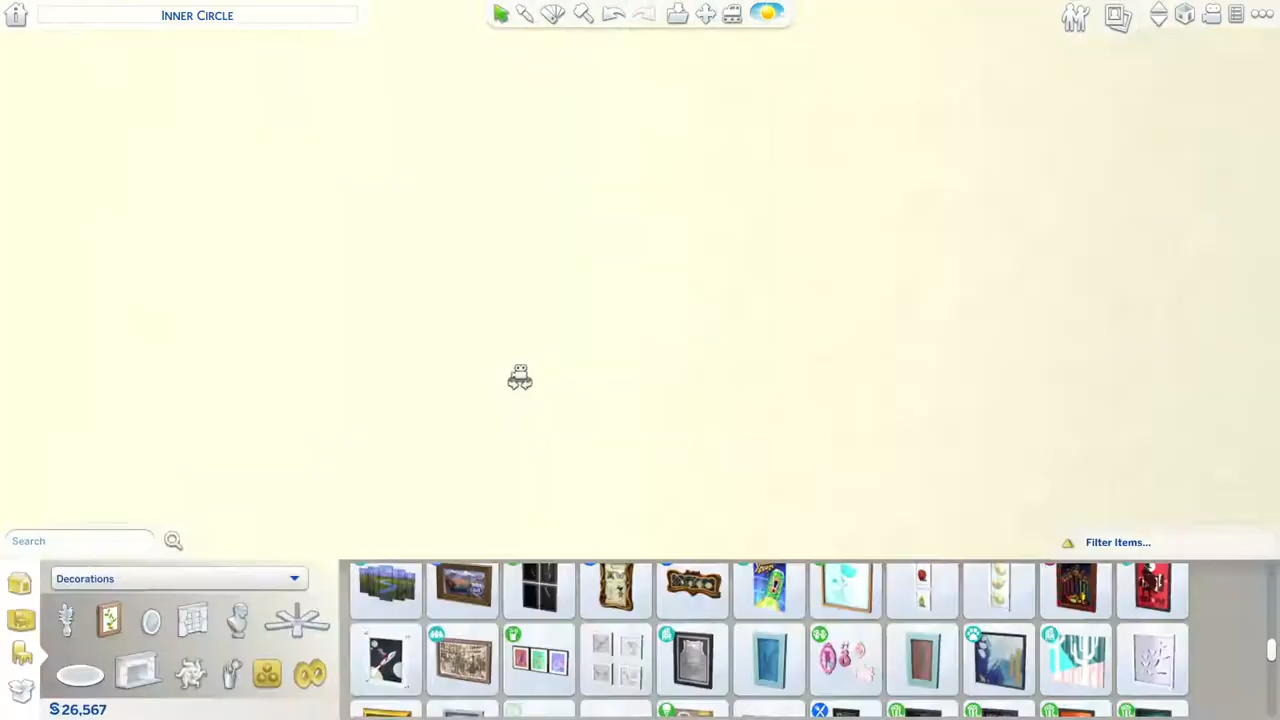 INNER CIRCLE
Search
Filter Items...
Decorations
§26,567